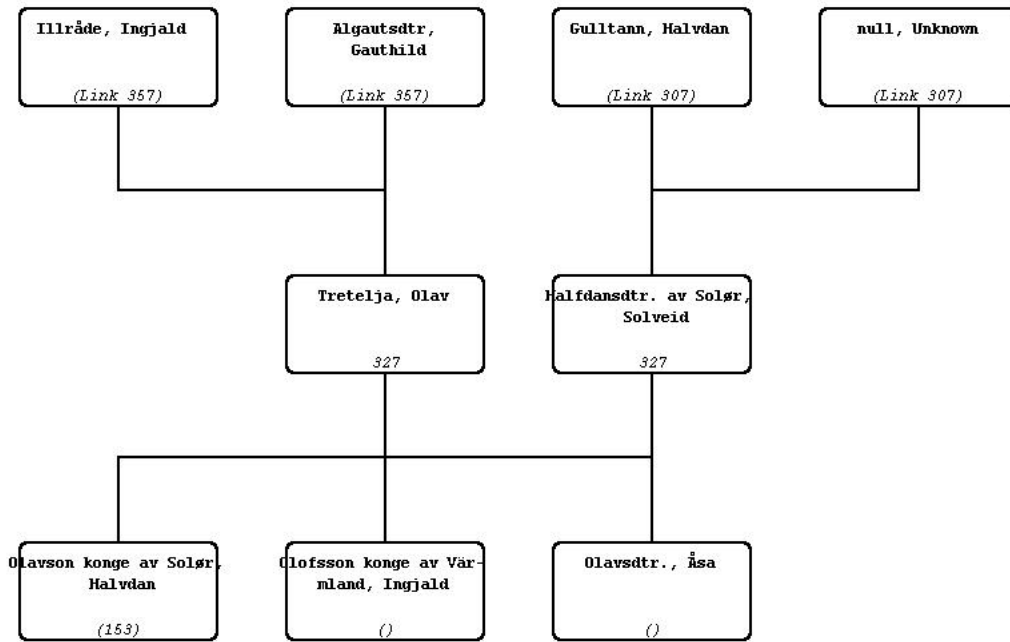 Illråde, Ingjald
(Link 357)
Algautsdtr,
Gauthild
(Link 357)
Gulltann, Halvdan
(Link 307)
null, Unknown
(Link 307)
Tretelja, Olav
327
Halfdansdtr. av Solør,
Solveid
327
Olavson konge av Solør,
Halvdan
(153)
Olofsson konge av Vär-
mland, Ingjald
()
Olavsdtr., Åsa
()